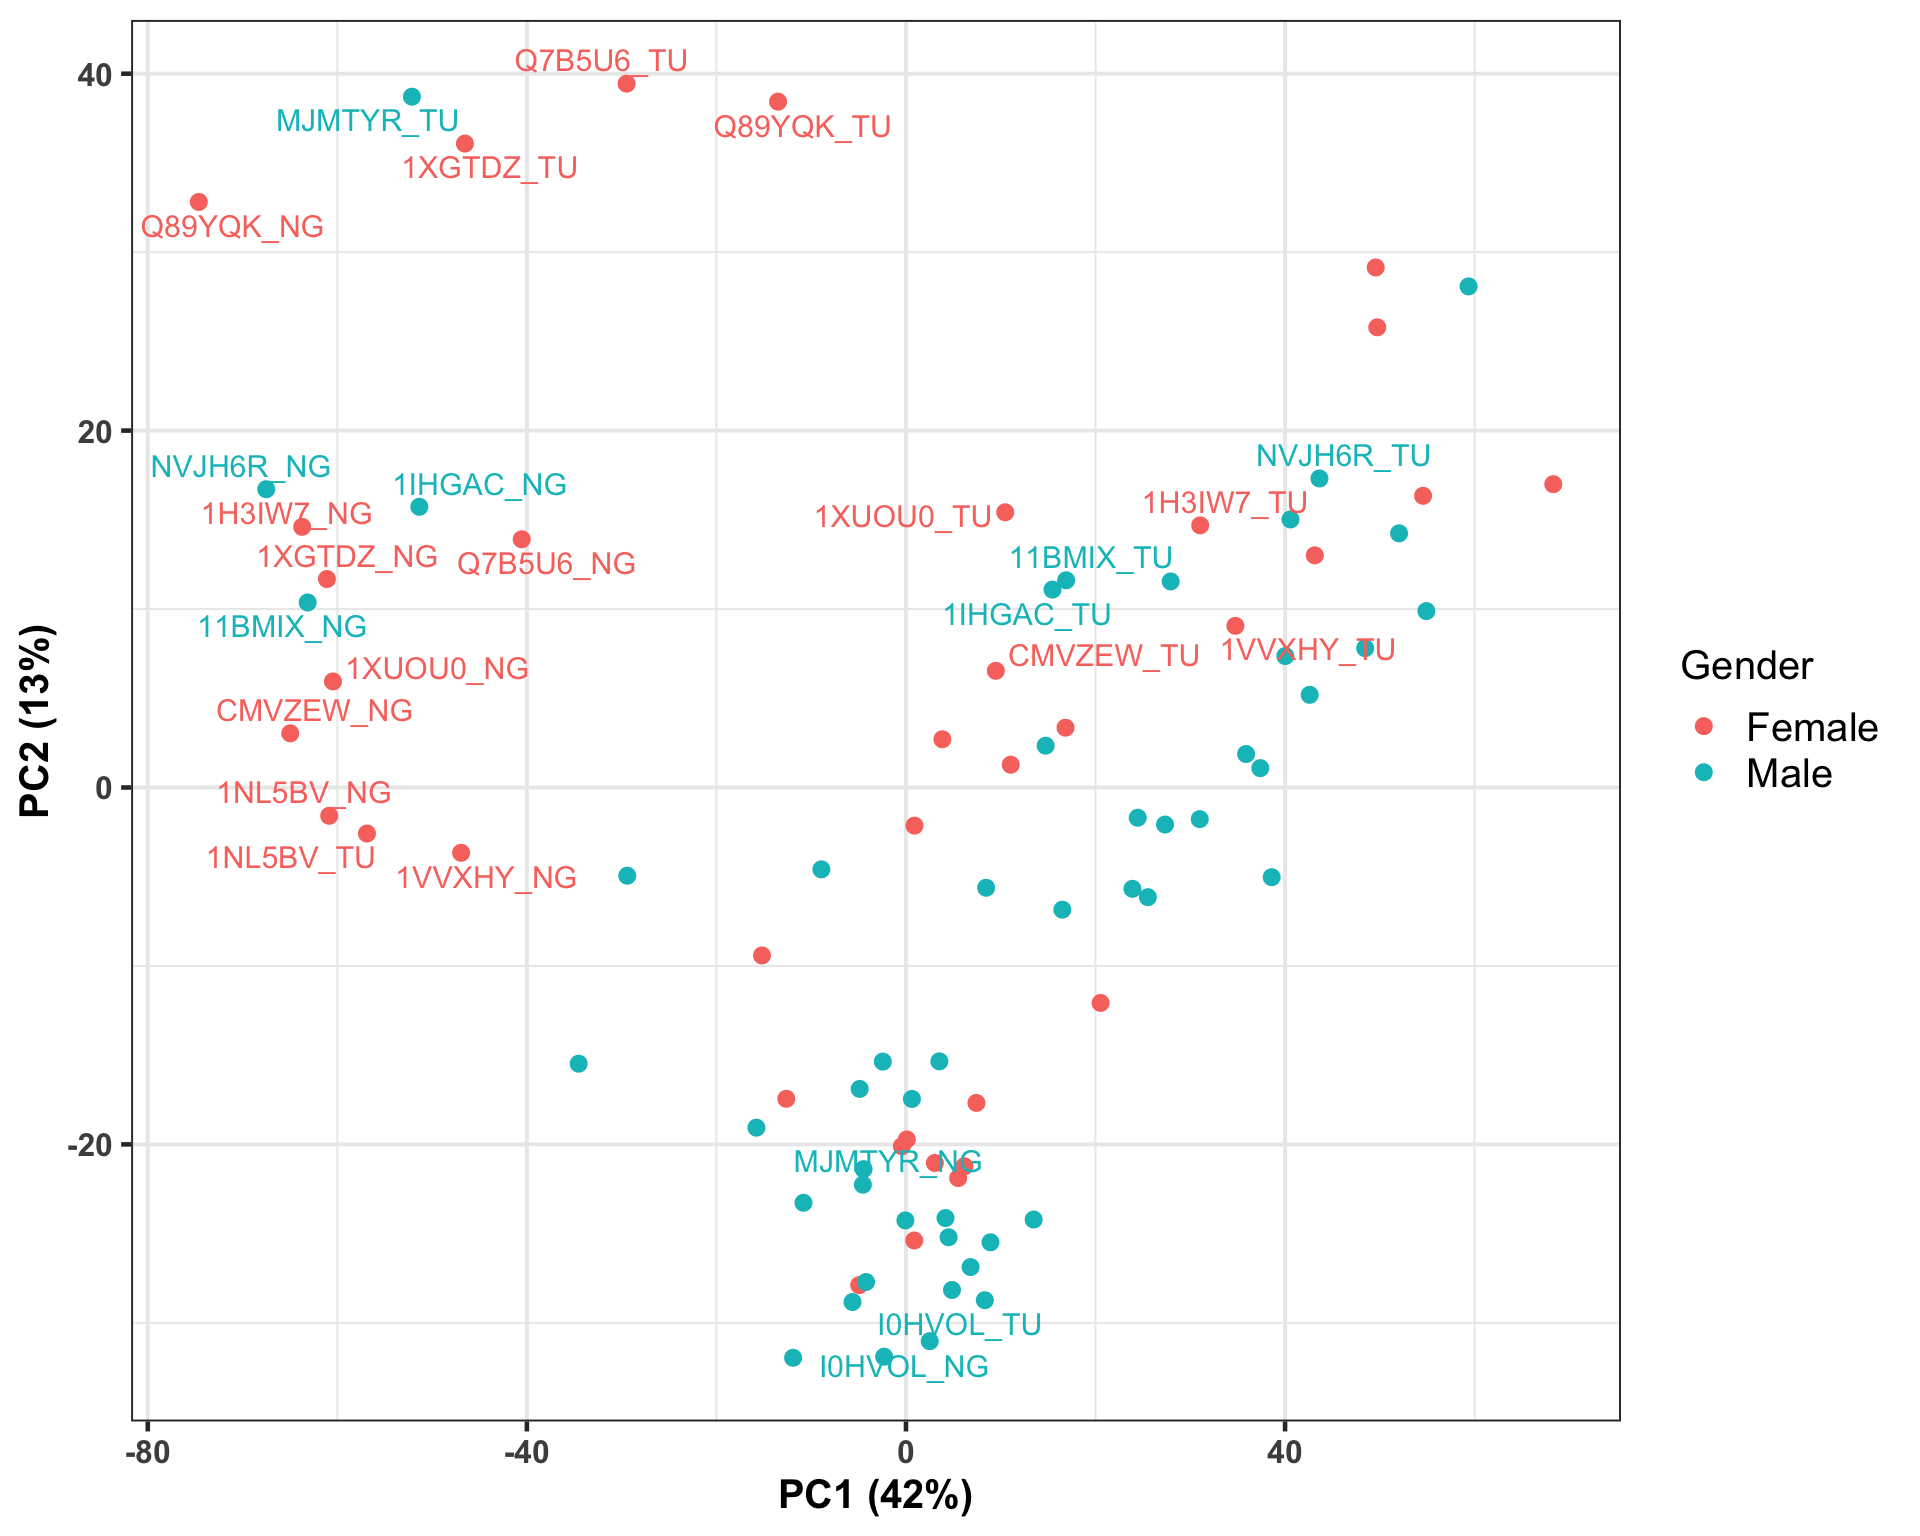 40
20
0
-20
-80
-40
0
40
PC2 (13%)
PC1 (42%)
Q7B5U6_TU
MJMTYR_TU
Q89YQK_TU
1XGTDZ_TU
Q89YQK_NG
NVJH6R_TU
NVJH6R_NG
1IHGAC_NG
1H3IW7_TU
1H3IW7_NG
1XUOU0_TU
1XGTDZ_NG
Q7B5U6_NG
11BMIX_TU
1IHGAC_TU
11BMIX_NG
1VVXHY_TU
CMVZEW_TU
1XUOU0_NG
CMVZEW_NG
1NL5BV_NG
1NL5BV_TU
1VVXHY_NG
MJMTYR_NG
I0HVOL_TU
I0HVOL_NG
Gender
Female
Male